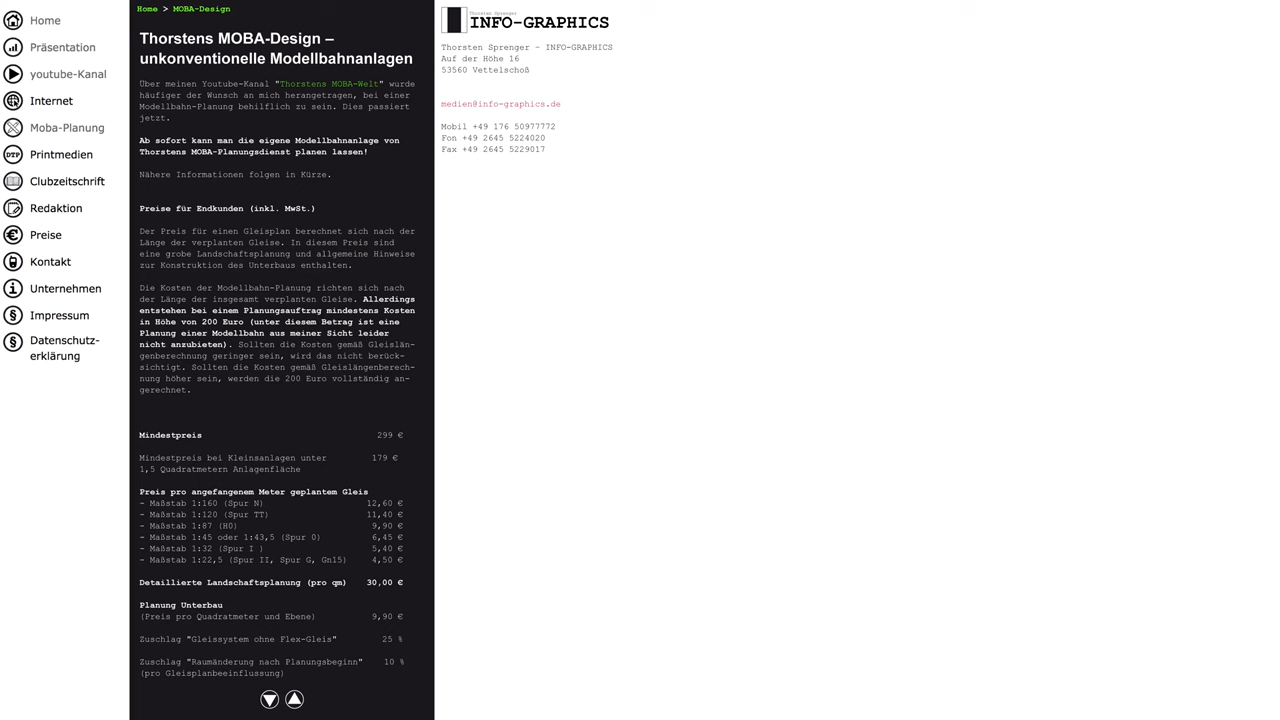 Home
Präsentation
youtube-Kanal
Internet
Moba-Planung
DTP Printmedien
Clubzeitschrift
Redaktion
€ Preise
Kontakt
i Unternehmen
§ Impressum
§ Datenschutz-
erklärung
Home > MOBA-Design
Thorstens MOBA-Design –
unkonventionelle Modellbahnanlagen
Über meinen Youtube-Kanal "Thorstens MOBA-Welt" wurde
häufiger der Wunsch an mich herangetragen, bei einer
Modellbahn-Planung behilflich zu sein. Dies passiert
jetzt.
Ab sofort kann man die eigene Modellbahnanlage von
Thorstens MOBA-Planungsdienst planen lassen!
Nähere Informationen folgen in Kürze.
Preise für Endkunden (inkl. MwSt.)
Der Preis für einen Gleisplan berechnet sich nach der
Länge der verplanten Gleise. In diesem Preis sind
eine grobe Landschaftsplanung und allgemeine Hinweise
zur Konstruktion des Unterbaus enthalten.
Die Kosten der Modellbahn-Planung richten sich nach
der Länge der insgesamt verplanten Gleise. Allerdings
entstehen bei einem Planungsauftrag mindestens Kosten
in Höhe von 200 Euro (unter diesem Betrag ist eine
Planung einer Modellbahn aus meiner Sicht leider
nicht anzubieten). Sollten die Kosten gemäß Gleislän-
genberechnung geringer sein, wird das nicht berück-
sichtigt. Sollten die Kosten gemäß Gleislängenberech-
nung höher sein, werden die 200 Euro vollständig an-
gerechnet.
Mindestpreis 299 €
Mindestpreis bei Kleinsanlagen unter 179 €
1,5 Quadratmetern Anlagenfläche
Preis pro angefangenem Meter geplantem Gleis
- Maßstab 1:160 (Spur N) 12,60 €
- Maßstab 1:120 (Spur TT) 11,40 €
- Maßstab 1:87 (H0) 9,90 €
- Maßstab 1:45 oder 1:43,5 (Spur 0) 6,45 €
- Maßstab 1:32 (Spur I ) 5,40 €
- Maßstab 1:22,5 (Spur II, Spur G, Gn15) 4,50 €
Detaillierte Landschaftsplanung (pro qm) 30,00 €
Planung Unterbau
(Preis pro Quadratmeter und Ebene) 9,90 €
Zuschlag "Gleissystem ohne Flex-Gleis" 25 %
Zuschlag "Raumänderung nach Planungsbeginn" 10 %
(pro Gleisplanbeeinflussung)
Thorsten Sprenger
INFO-GRAPHICS
Thorsten Sprenger - INFO-GRAPHICS
Auf der Höhe 16
53560 Vettelschoß
medien@info-graphics.de
Mobil +49 176 50977772
Fon +49 2645 5224020
Fax +49 2645 5229017